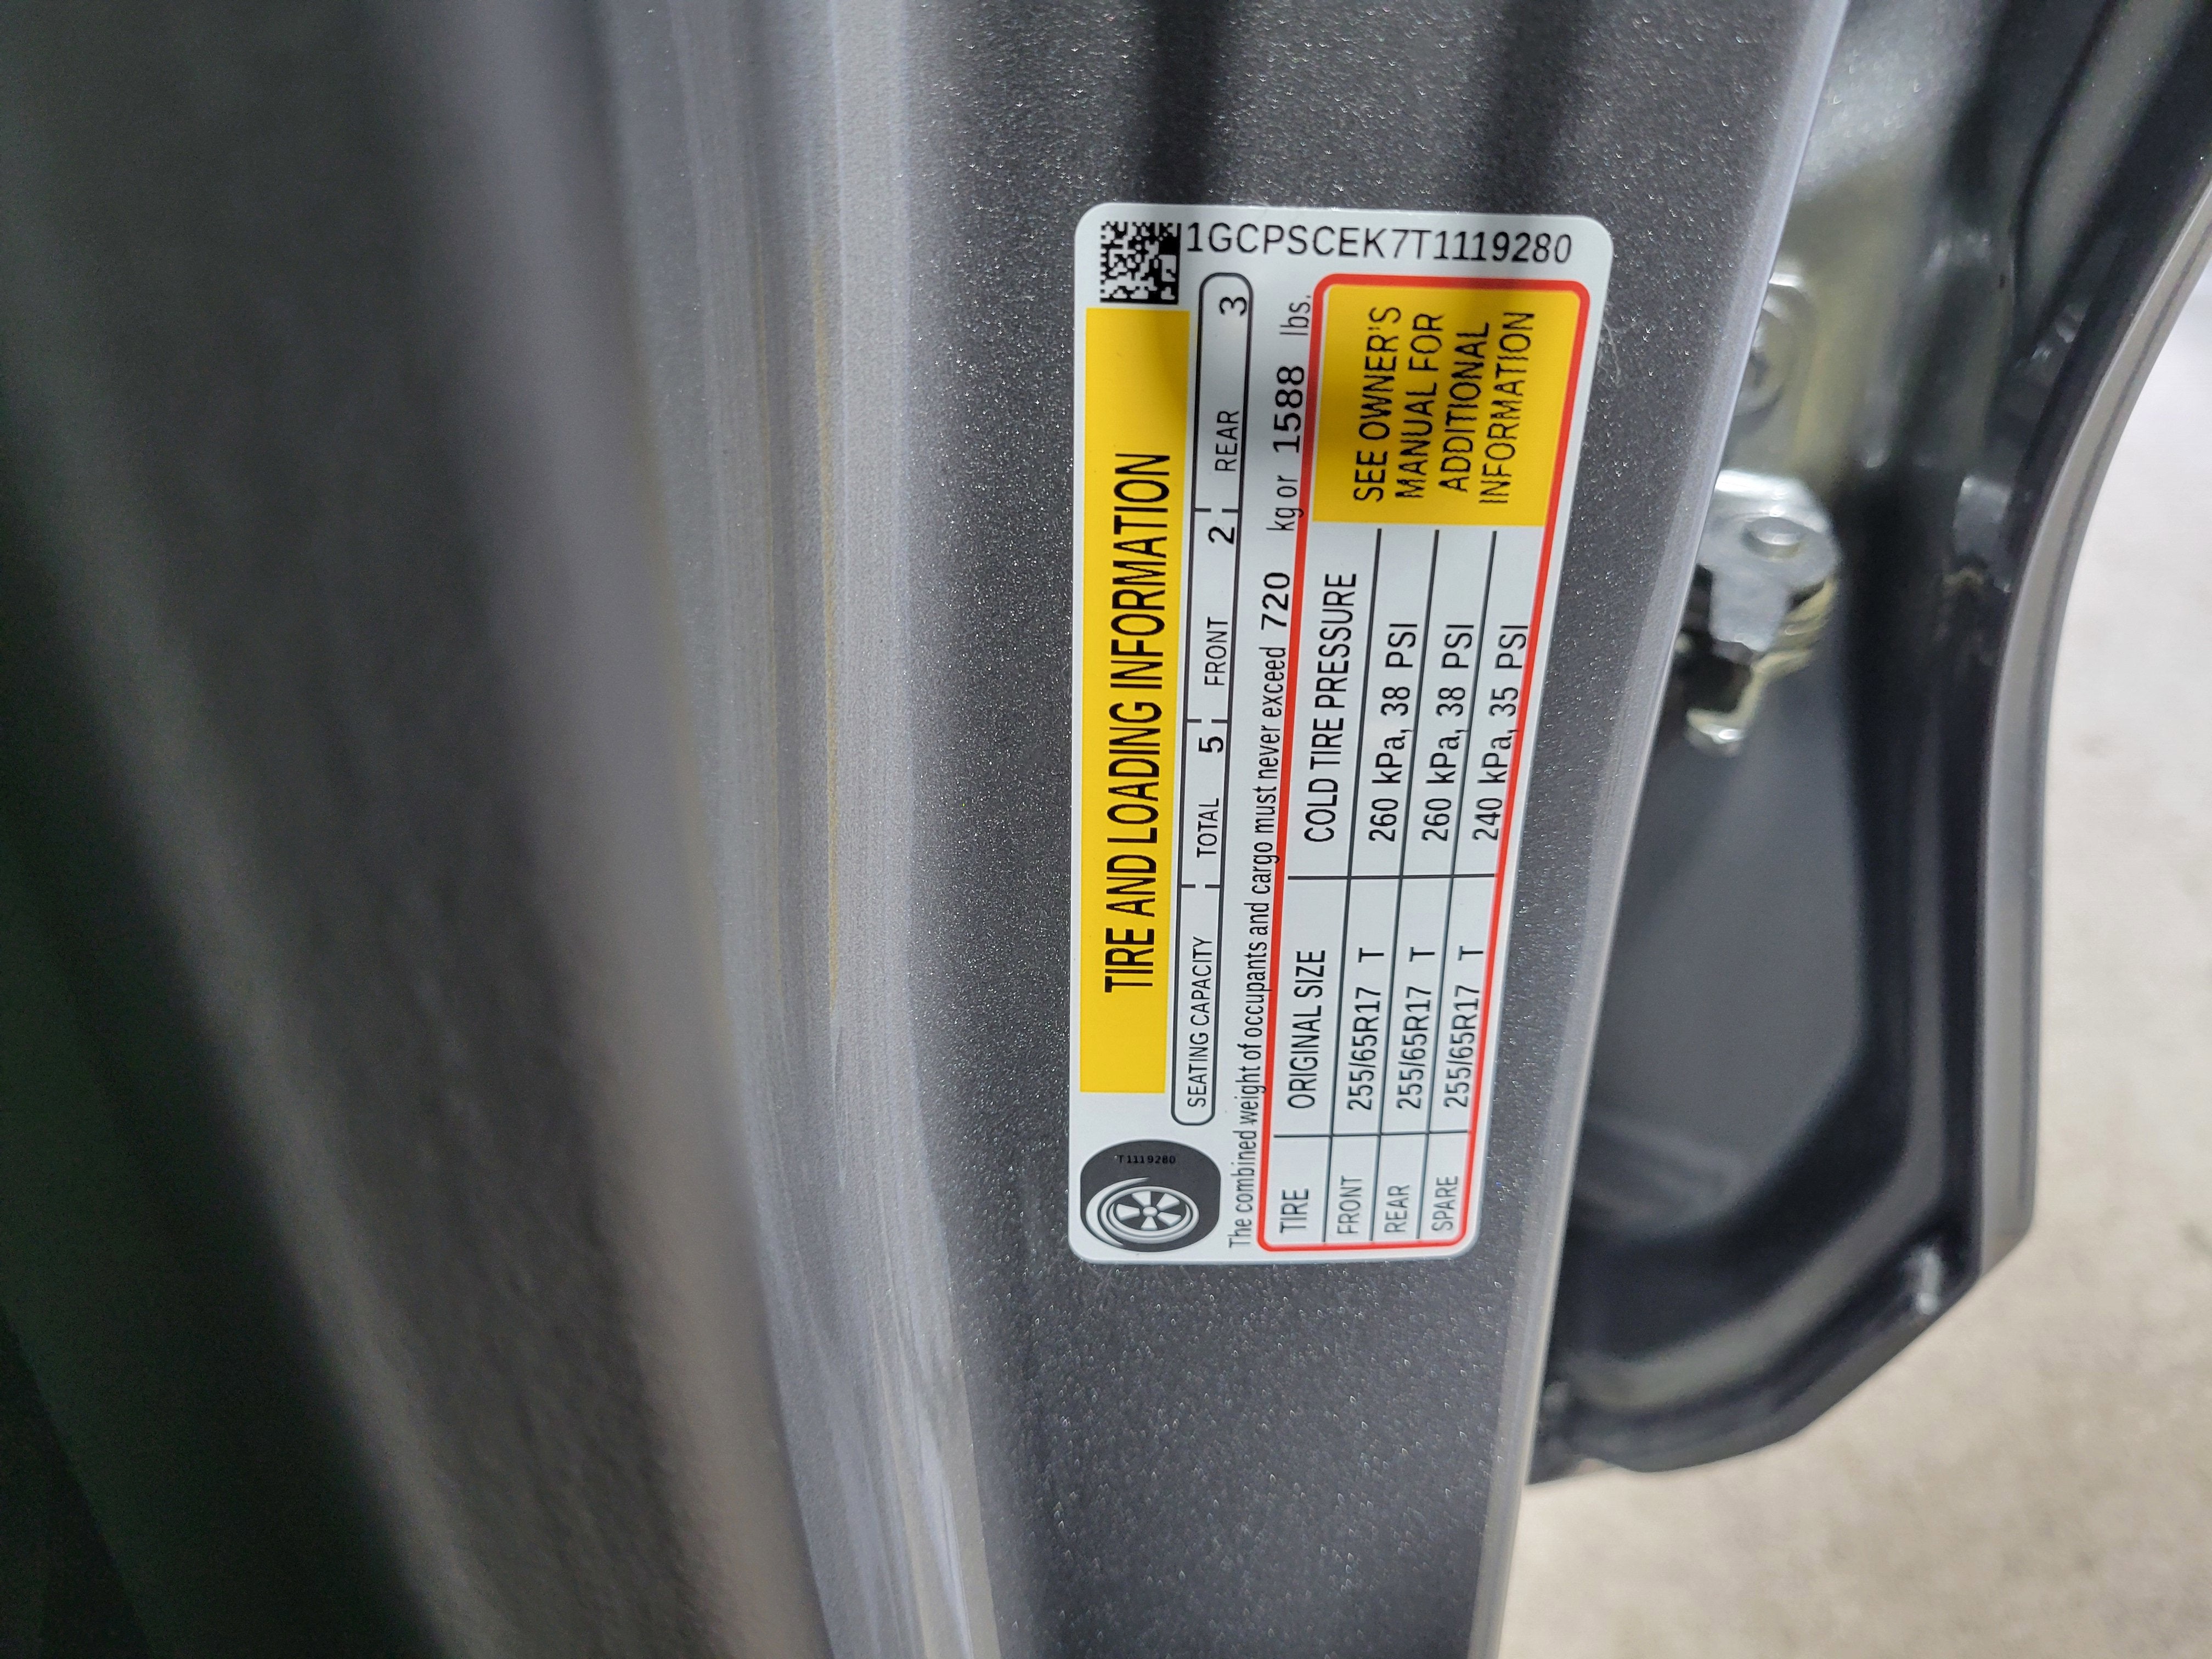 1GCPSCEK7T1119280
TIRE AND LOADING INFORMATION
T1119280
SEATING CAPACITY TOTAL 5 FRONT 2 REAR 3
The combined weight of occupants and cargo must never exceed 720 kg or 1588 lbs.
TIRE ORIGINAL SIZE COLD TIRE PRESSURE
FRONT 255/65R17 T 260 kPa, 38 PSI
REAR 255/65R17 T 260 kPa, 38 PSI
SPARE 255/65R17 T 240 kPa, 35 PSI
SEE OWNER'S
MANUAL FOR
ADDITIONAL
INFORMATION